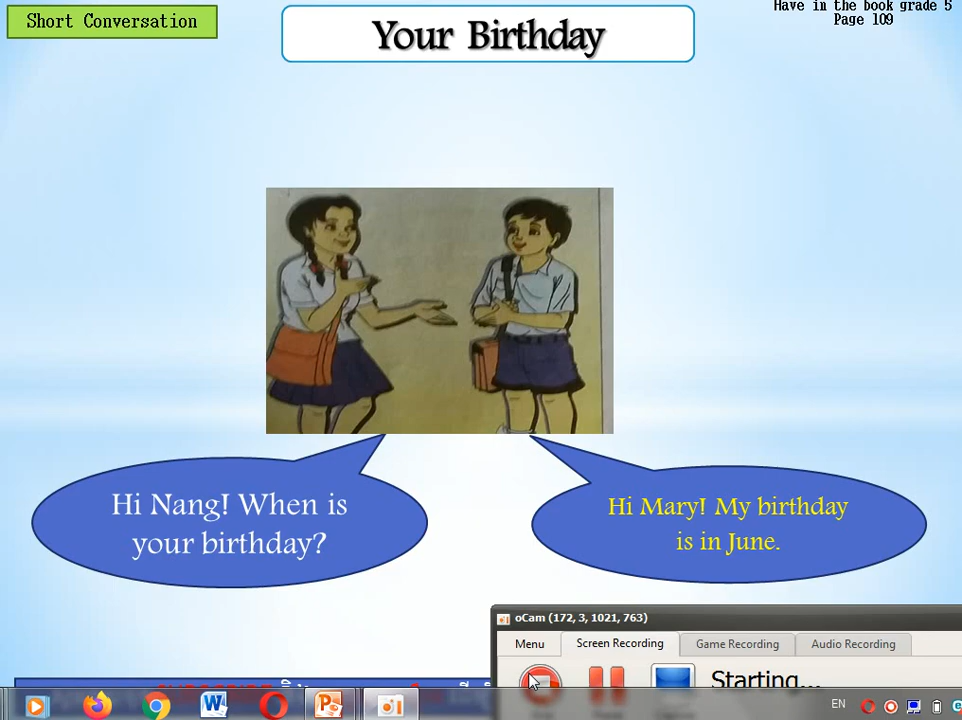 Short Conversation
Your Birthday
Have in the book grade 5
Page 109
Hi Nang! When is
your birthday?
Hi Mary! My birthday
is in June.
oCam (172, 3, 1021, 763)
Menu
Screen Recording
Game Recording
Audio Recording
Starting...
EN